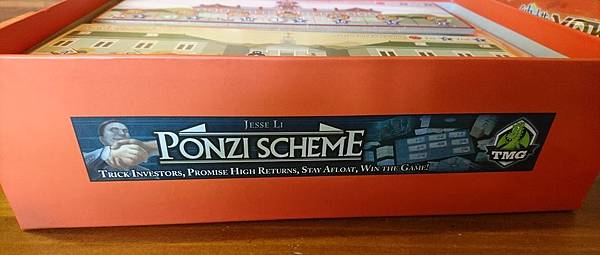 JESSE LI
PONZI SCHEME
TRICK INVESTORS, PROMISE HIGH RETURNS, STAY AFLOAT, WIN THE GAME!
TMG